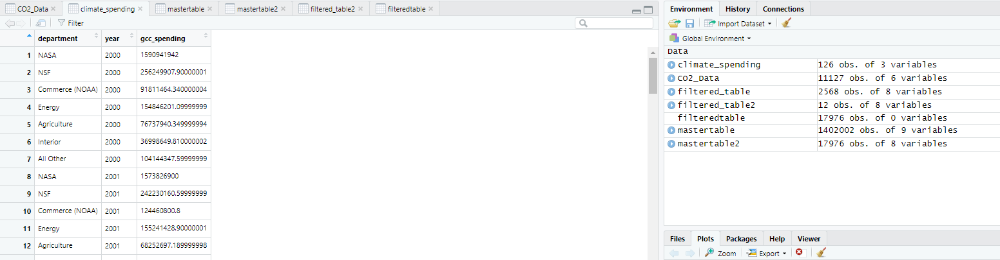 CO2_Data climate_spending mastertable mastertable2 filtered_table2 filteredtable
Filter
department year gcc_spending
1 NASA 2000 1590941942
2 NSF 2000 256249907.90000001
3 Commerce (NOAA) 2000 91811464.340000004
4 Energy 2000 154846201.09999999
5 Agriculture 2000 76737940.349999994
6 Interior 2000 36998649.810000002
7 All Other 2000 104144347.59999999
8 NASA 2001 1573826900
9 NSF 2001 242230160.59999999
10 Commerce (NOAA) 2001 124460800.8
11 Energy 2001 155241428.90000001
12 Agriculture 2001 68252697.189999998
Environment History Connections
Import Dataset
Global Environment
Data
climate_spending 126 obs. of 3 variables
CO2_Data 11127 obs. of 6 variables
filtered_table 2568 obs. of 8 variables
filtered_table2 12 obs. of 8 variables
filteredtable 17976 obs. of 0 variables
mastertable 1402002 obs. of 9 variables
mastertable2 17976 obs. of 8 variables
Files Plots Packages Help Viewer
Zoom Export